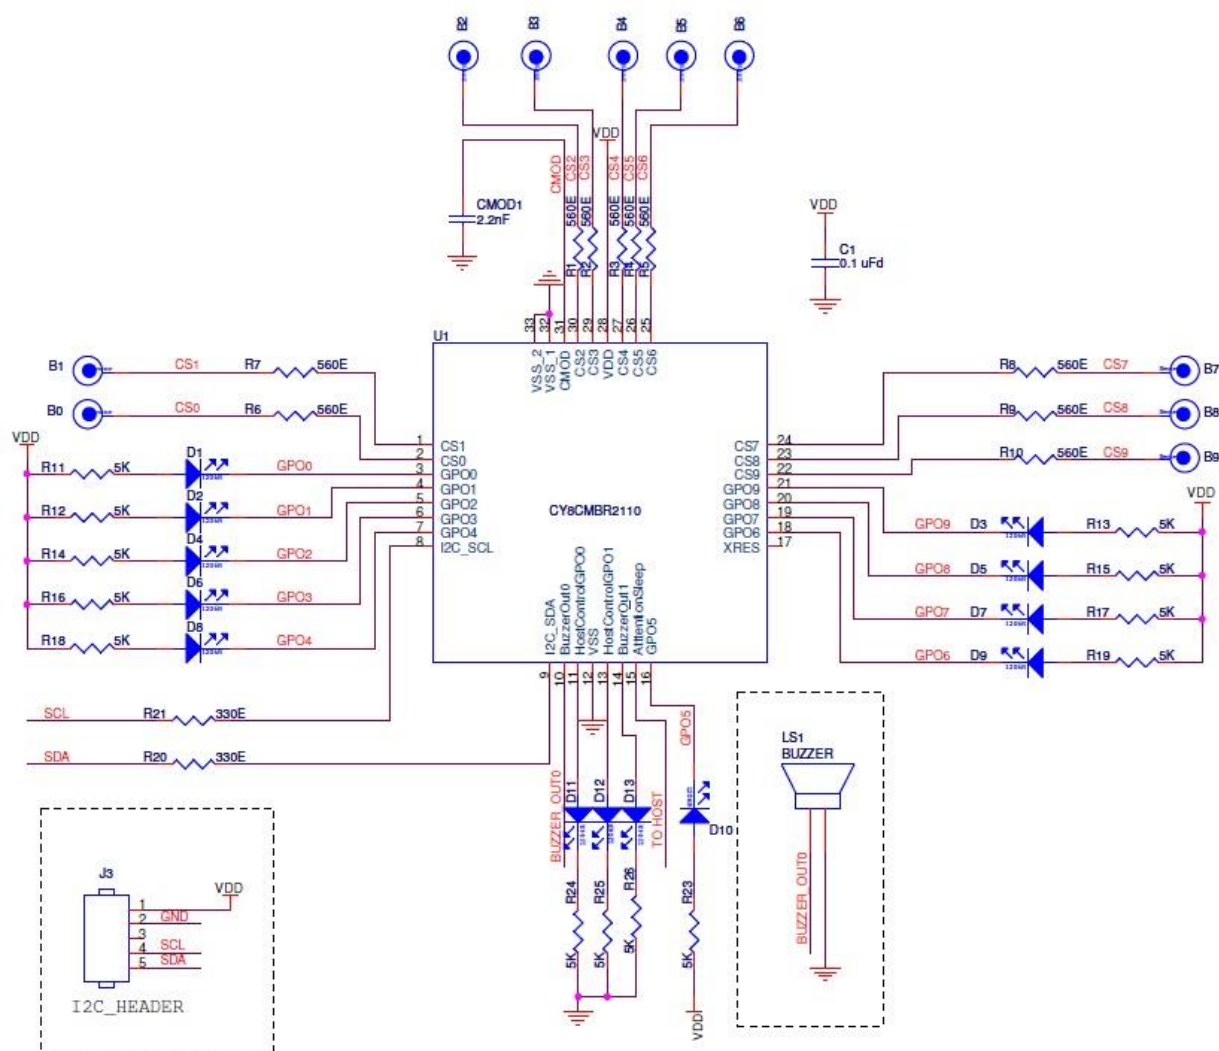 B2
B3
B4
B5
B6
VDD
CMOD
CS2
CS3
CS4
CS5
CS6
CMOD1
2.2nF
560E
560E
560E
560E
560E
R1
R2
R3
R4
R5
VDD
C1
0.1 uFd
33
32
31
30
29
28
27
26
25
U1
VSS_2
VSS_1
CMOD
CS2
CS3
VDD
CS4
CS5
CS6
B1
CS1
R7
560E
B0
CS0
R6
560E
R8
560E
CS7
B7
R9
560E
CS8
B8
R10
560E
CS9
B9
VDD
R11
5K
D1
GPO0
R12
5K
D2
GPO1
R14
5K
D4
GPO2
R16
5K
D6
GPO3
R18
5K
D8
GPO4
1
CS1
2
CS0
3
GPO0
4
GPO1
5
GPO2
6
GPO3
7
GPO4
8
I2C_SCL
CY8CMBR2110
CS7
24
CS8
23
CS9
22
GPO9
21
GPO8
20
GPO7
19
GPO6
18
XRES
17
VDD
GPO9
D3
R13
5K
GPO8
D5
R15
5K
GPO7
D7
R17
5K
GPO6
D9
R19
5K
I2C_SDA
BuzzerOut0
HostControlGPO0
VSS
HostControlGPO1
BuzzerOut1
AtttentionSleep
GPO5
9
10
11
12
13
14
15
16
SCL
R21
330E
SDA
R20
330E
GPO5
BUZZER_OUT0
D11
D12
D13
TO HOST
D10
R24
R25
R26
R23
5K
5K
5K
5K
VDD
LS1
BUZZER
BUZZER_OUT0
J3
VDD
1
2
GND
3
4
SCL
5
SDA
I2C_HEADER